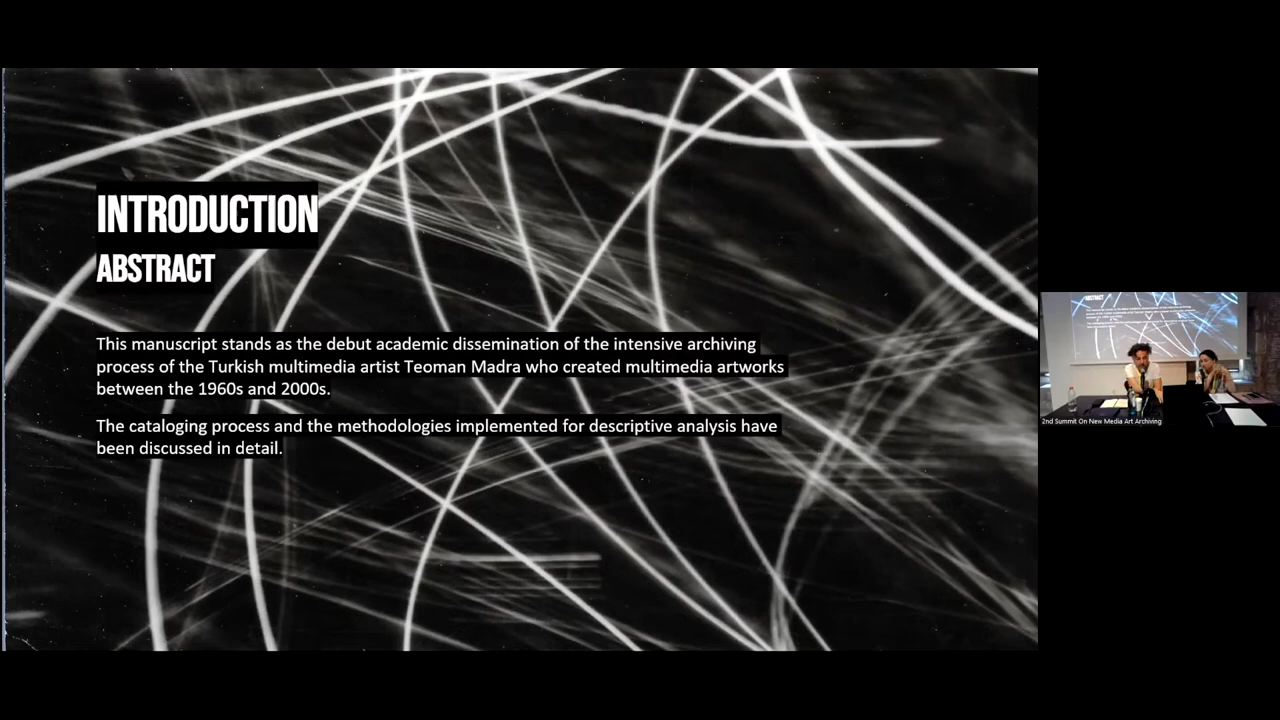 INTRODUCTION
ABSTRACT
This manuscript stands as the debut academic dissemination of the intensive archiving
process of the Turkish multimedia artist Teoman Madra who created multimedia artworks
between the 1960s and 2000s.
The cataloging process and the methodologies implemented for descriptive analysis have
been discussed in detail.
ABSTRACT
2nd Summit On New Media Art Archiving